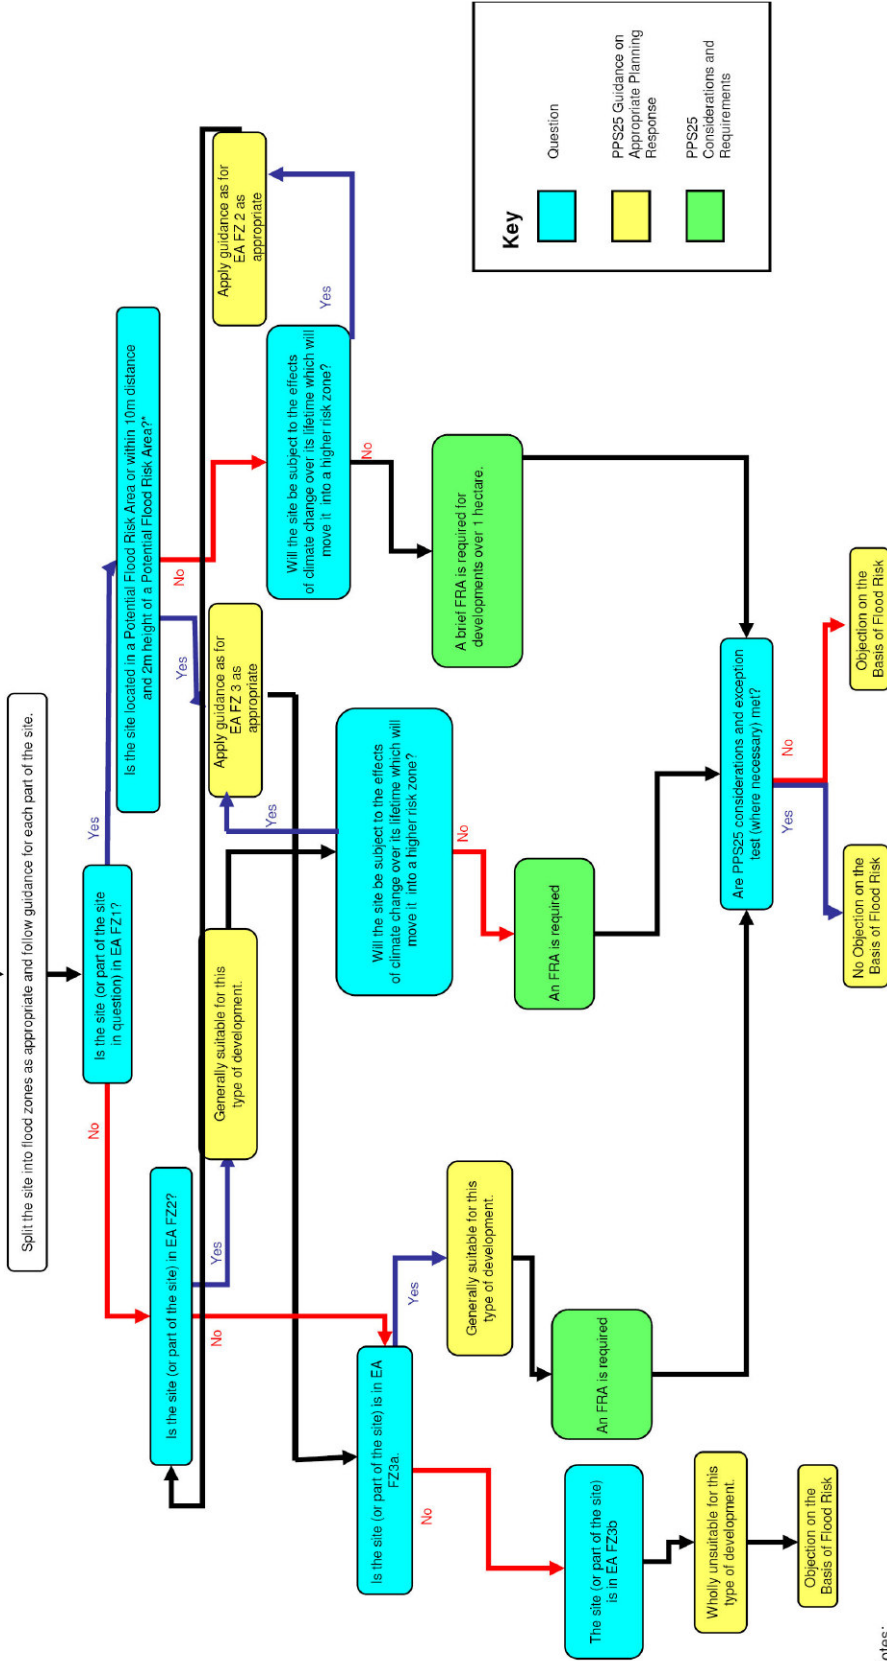 Split the site into flood zones as appropriate and follow guidance for each part of the site.
Is the site (or part of the site
in question) in EA FZ1?
No
Yes
Is the site located in a Potential Flood Risk Area or within 10m distance
and 2m height of a Potential Flood Risk Area?*
Yes
No
Is the site (or part of the site) in EA FZ2?
Yes
No
Generally suitable for this
type of development.
Apply guidance as for
EA FZ 3 as
appropriate
Apply guidance as for
EA FZ 2 as
appropriate
Yes
Yes
Will the site be subject to the effects
of climate change over its lifetime which will
move it into a higher risk zone?
No
Will the site be subject to the effects
of climate change over its lifetime which will
move it into a higher risk zone?
No
Is the site (or part of the site) is in EA
FZ3a.
Yes
No
Generally suitable for this
type of development.
An FRA is required
An FRA is required
A brief FRA is required for
developments over 1 hectare.
The site (or part of the site)
is in EA FZ3b
Wholly unsuitable for this
type of development.
Objection on the
Basis of Flood Risk
Are PPS25 considerations and exception
test (where necessary) met?
Yes
No
No Objection on the
Basis of Flood Risk
Objection on the
Basis of Flood Risk
Key
Question
PPS25 Guidance on
Appropriate Planning
Response
PPS25
Considerations and
Requirements